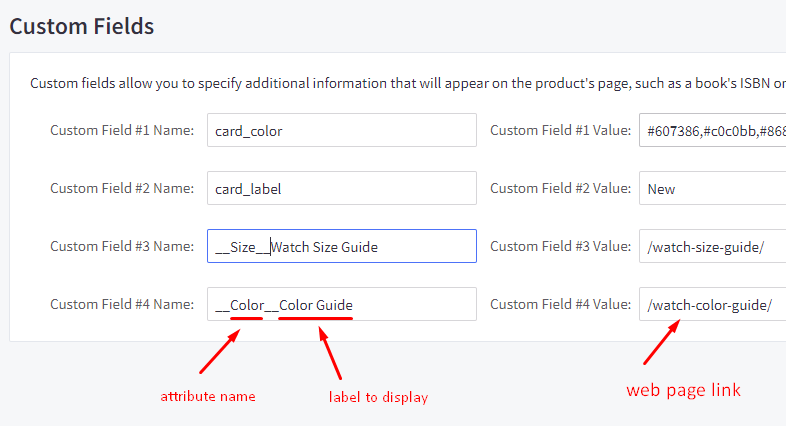 Custom Fields
Custom fields allow you to specify additional information that will appear on the product's page, such as a book's ISBN or
Custom Field #1 Name: card_color Custom Field #1 Value: #607386,#c0c0bb,#868
Custom Field #2 Name: card_label Custom Field #2 Value: New
Custom Field #3 Name: __Size__Watch Size Guide Custom Field #3 Value: /watch-size-guide/
Custom Field #4 Name: __Color__Color Guide Custom Field #4 Value: /watch-color-guide/
attribute name label to display web page link